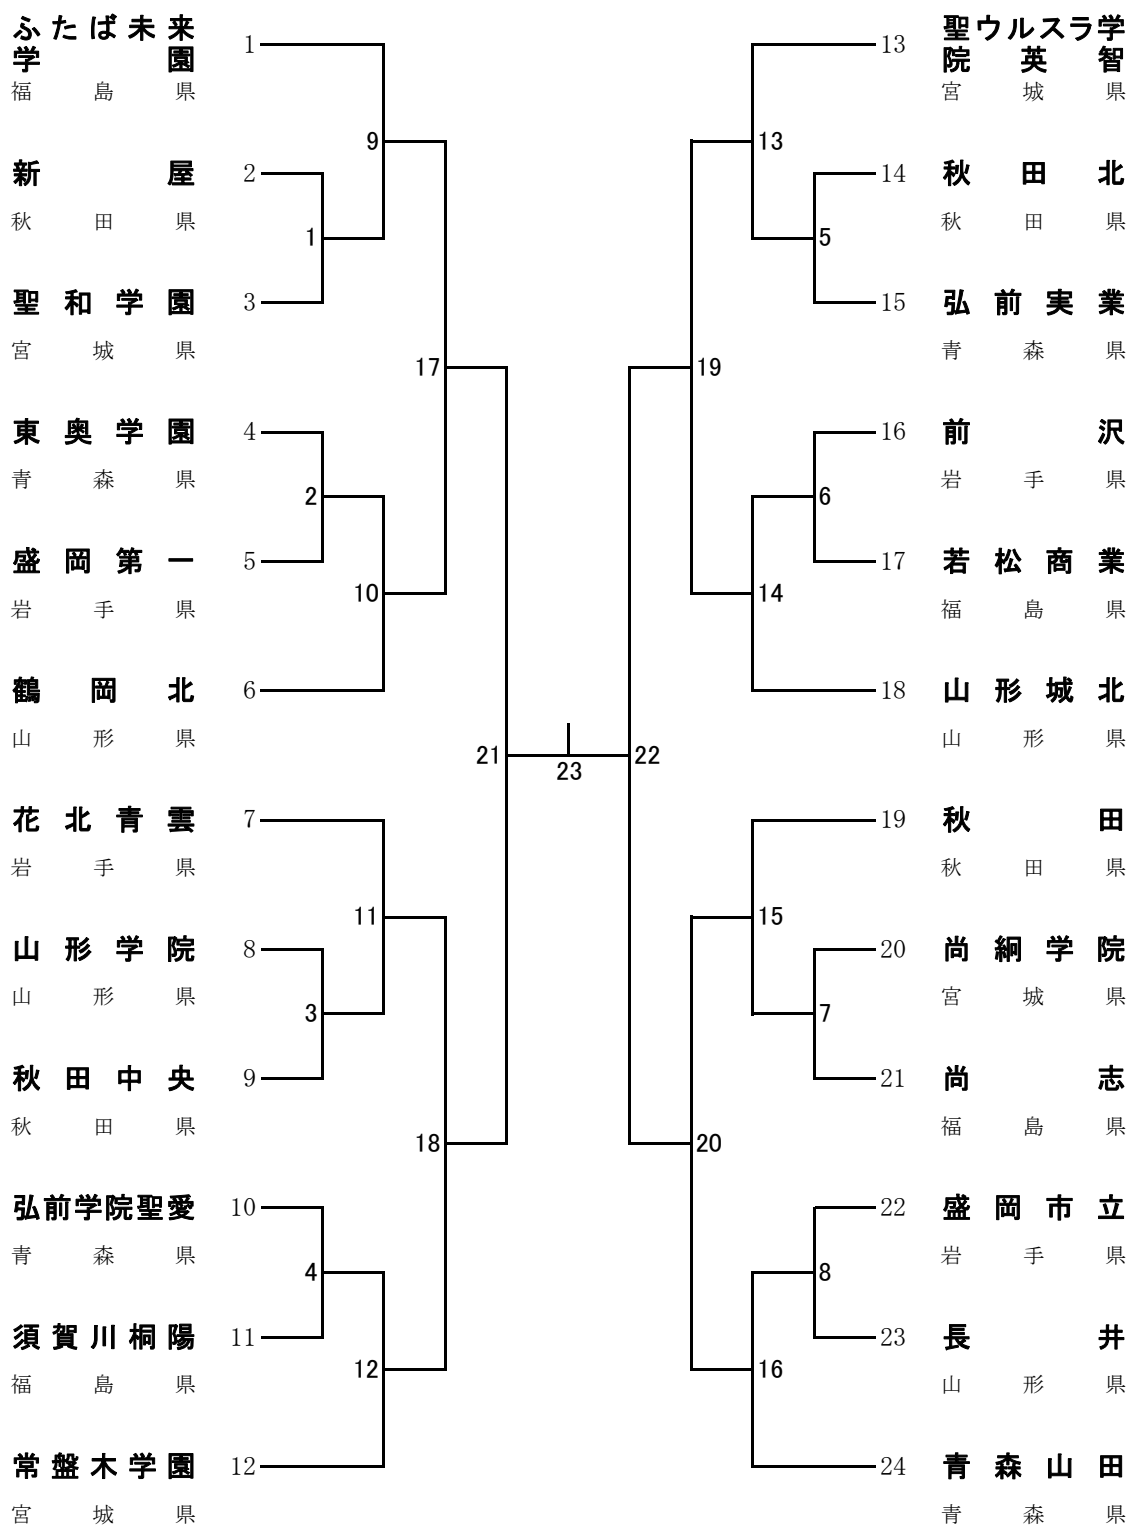 ふたば未来
学園
1
福島県
新屋
2
秋田県
聖和学園
3
宮城県
東奥学園
4
青森県
盛岡第一
5
岩手県
鶴岡北
6
山形県
花北青雲
7
岩手県
山形学院
8
山形県
秋田中央
9
秋田県
弘前学院聖愛
10
青森県
須賀川桐陽
11
福島県
常盤木学園
12
宮城県
9
1
17
2
10
21
11
3
18
4
12
23
13
5
19
6
14
22
15
7
20
8
16
聖ウルスラ学
院英智
13
宮城県
14
秋田北
秋田県
15
弘前実業
青森県
16
前沢
岩手県
17
若松商業
福島県
18
山形城北
山形県
19
秋田
秋田県
20
尚絅学院
宮城県
21
尚志
福島県
22
盛岡市立
岩手県
23
長井
山形県
24
青森山田
青森県